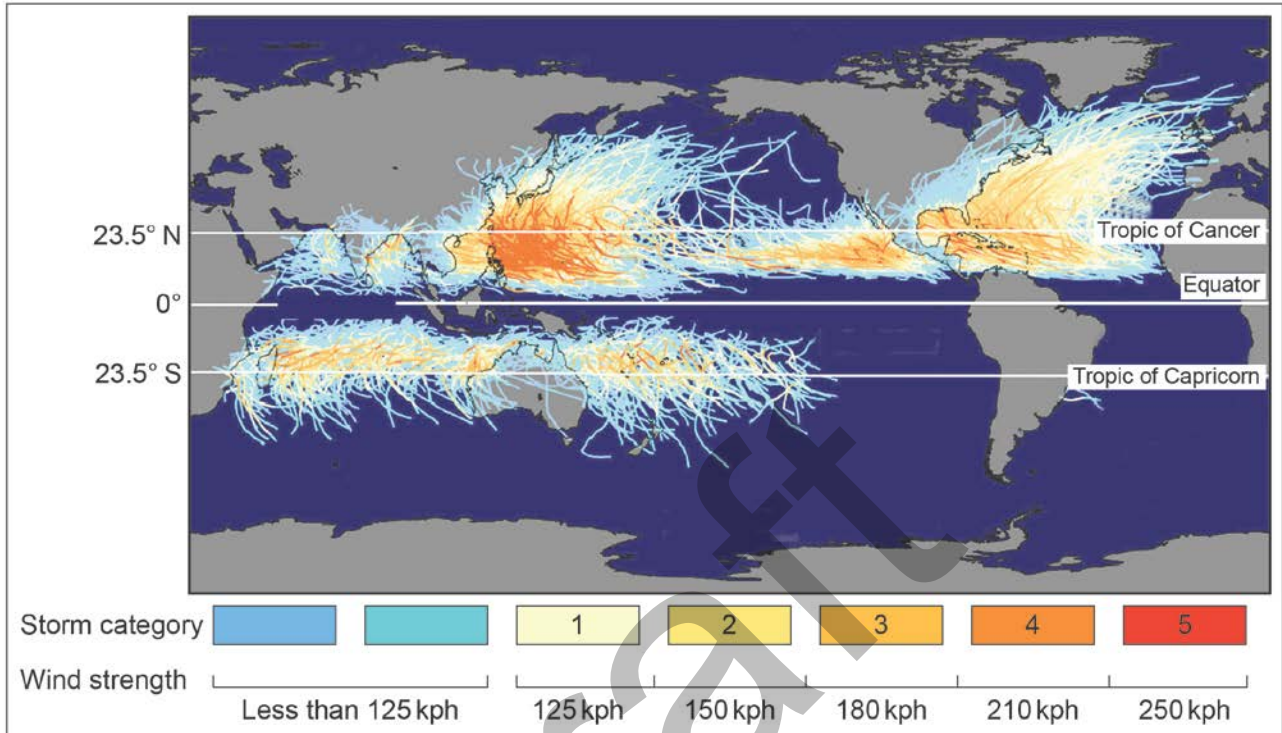 23.5° N
Tropic of Cancer
Equator
0°
23.5° S
Tropic of Capricorn
Storm category
1 2 3 4 5
Wind strength
Less than 125 kph 125 kph 150 kph 180 kph 210 kph 250 kph
aft